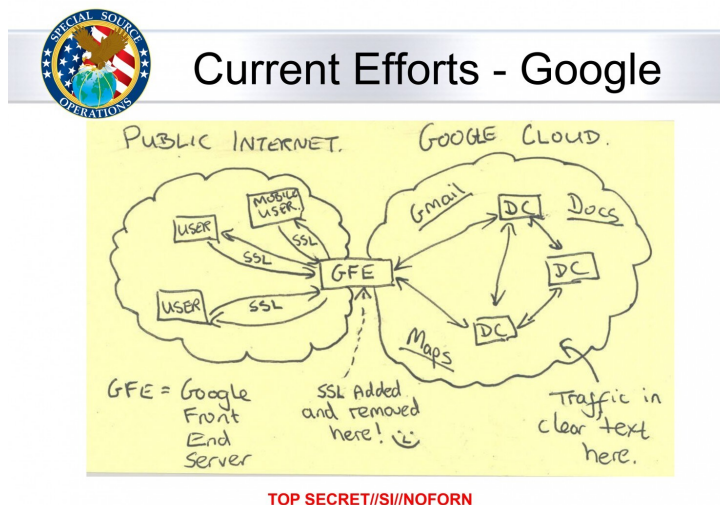 SPECIAL SOURCE
OPERATIONS
Current Efforts - Google
PUBLIC INTERNET.
GOOGLE CLOUD.
MOBILE
USER.
USER
SSL
SSL
USER
SSL
GFE
Gmail
DC
Docs
DC
DC
Maps
GFE = Google
Front
End
Server
SSL Added
and removed
here!
Traffic in
clear text
here.
TOP SECRET//SI//NOFORN